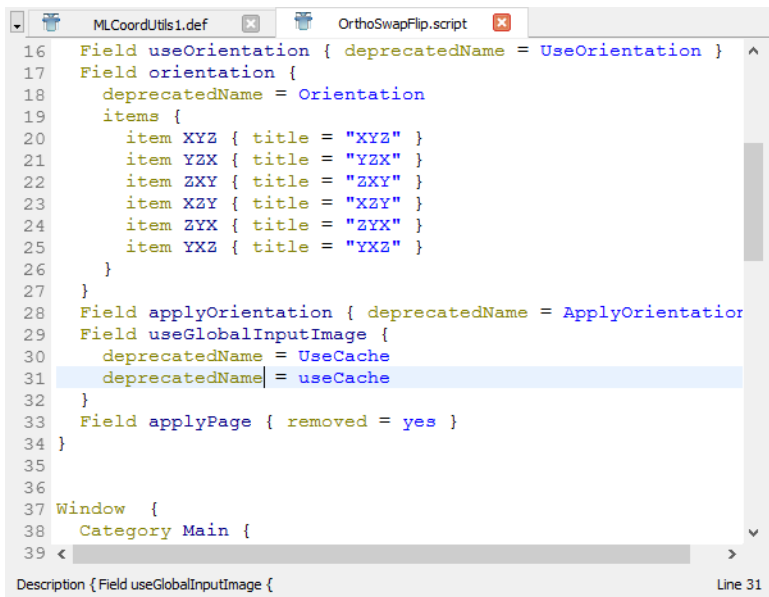 MLCoordUtils1.def OrthoSwapFlip.script
16 Field useOrientation { deprecatedName = UseOrientation }
17 Field orientation {
18 deprecatedName = Orientation
19 items {
20 item XYZ { title = "XYZ" }
21 item YZX { title = "YZX" }
22 item ZXY { title = "ZXY" }
23 item XZY { title = "XZY" }
24 item ZYX { title = "ZYX" }
25 item YXZ { title = "YXZ" }
26 }
27 }
28 Field applyOrientation { deprecatedName = ApplyOrientation
29 Field useGlobalInputImage {
30 deprecatedName = UseCache
31 deprecatedName = useCache
32 }
33 Field applyPage { removed = yes }
34 }
35
36
37 Window {
38 Category Main {
39
Description { Field useGlobalInputImage { Line 31